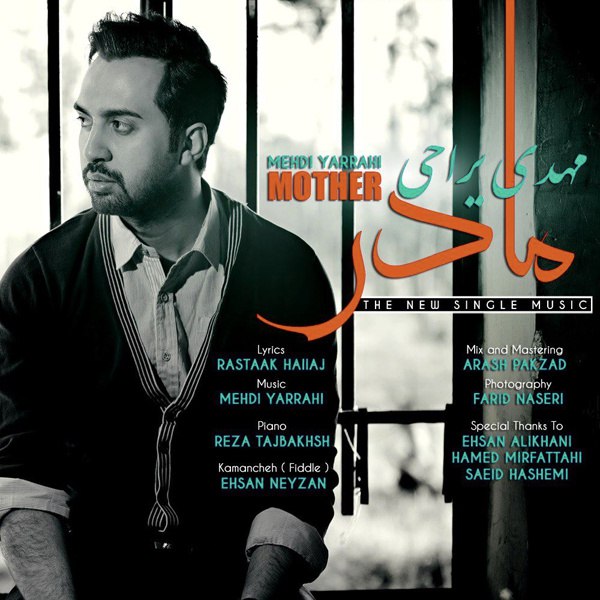 MEHDI YARRAHI
مهدی یراحی
MOTHER
مادر
THE NEW SINGLE MUSIC
Lyrics
RASTAAK HAllAJ
Music
MEHDI YARRAHI
Piano
REZA TAJBAKHSH
Kamancheh ( Fiddle )
EHSAN NEYZAN
Mix and Mastering
ARASH PAKZAD
Photography
FARID NASERI
Special Thanks To
EHSAN ALIKHANI
HAMED MIRFATTAHI
SAEID HASHEMI